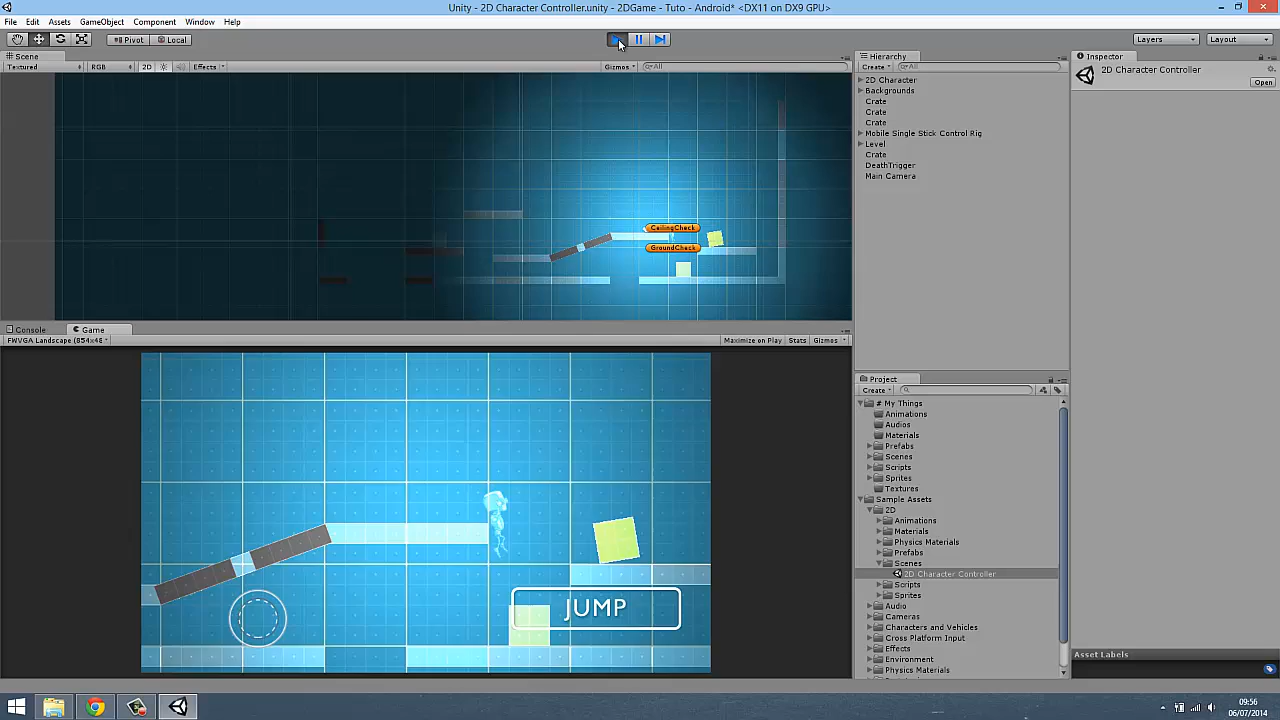 Unity - 2D Character Controller.unity - 2DGame - Tuto - Android* <DX11 on DX9 GPU>
File Edit Assets GameObject Component Window Help
Pivot Local Layers Layout
Scene
Textured RGB 2D Effects Gizmos All
CeilingCheck
GroundCheck
Console Game
FWVGA Landscape (854x48 Maximize on Play Stats Gizmos
JUMP
Hierarchy
Create All
2D Character
Backgrounds
Crate
Crate
Crate
Mobile Single Stick Control Rig
Level
Crate
DeathTrigger
Main Camera
Project
Create
# My Things
Animations
Audios
Materials
Prefabs
Scenes
Scripts
Sprites
Textures
Sample Assets
2D
Animations
Materials
Physics Materials
Prefabs
Scenes
2D Character Controller
Scripts
Sprites
Audio
Cameras
Characters and Vehicles
Cross Platform Input
Effects
Environment
Physics Materials
Inspector
2D Character Controller
Open
Asset Labels
09:56
06/07/2014